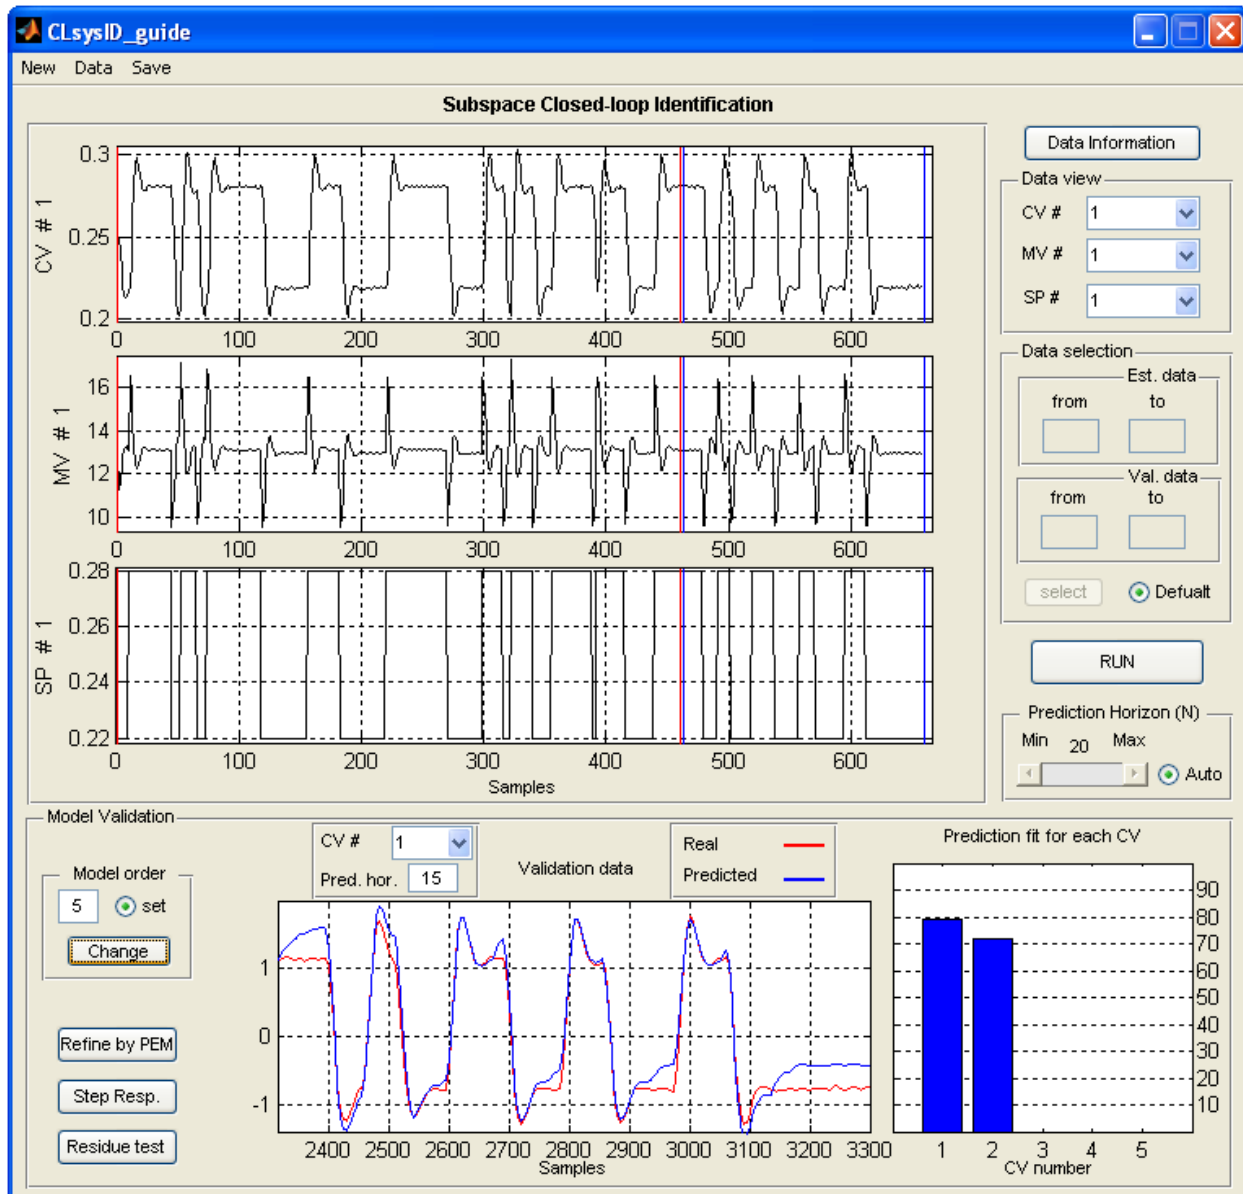 CLsysID_guide
New Data Save
Subspace Closed-loop Identification
CV # 1
0.3
0.25
0.2
0 100 200 300 400 500 600
MV # 1
16
14
12
10
0 100 200 300 400 500 600
SP # 1
0.28
0.26
0.24
0.22
0 100 200 300 400 500 600
Samples
Data Information
Data view
CV # 1
MV # 1
SP # 1
Data selection
Est. data
from to
Val. data
from to
select Defualt
RUN
Prediction Horizon (N)
Min 20 Max
Auto
Model Validation
Model order
5 set
Change
Refine by PEM
Step Resp.
Residue test
CV # 1
Pred. hor. 15
Validation data
Real
Predicted
1
0
-1
2400 2500 2600 2700 2800 2900 3000 3100 3200 3300
Samples
Prediction fit for each CV
90
80
70
60
50
40
30
20
10
1 2 3 4 5
CV number